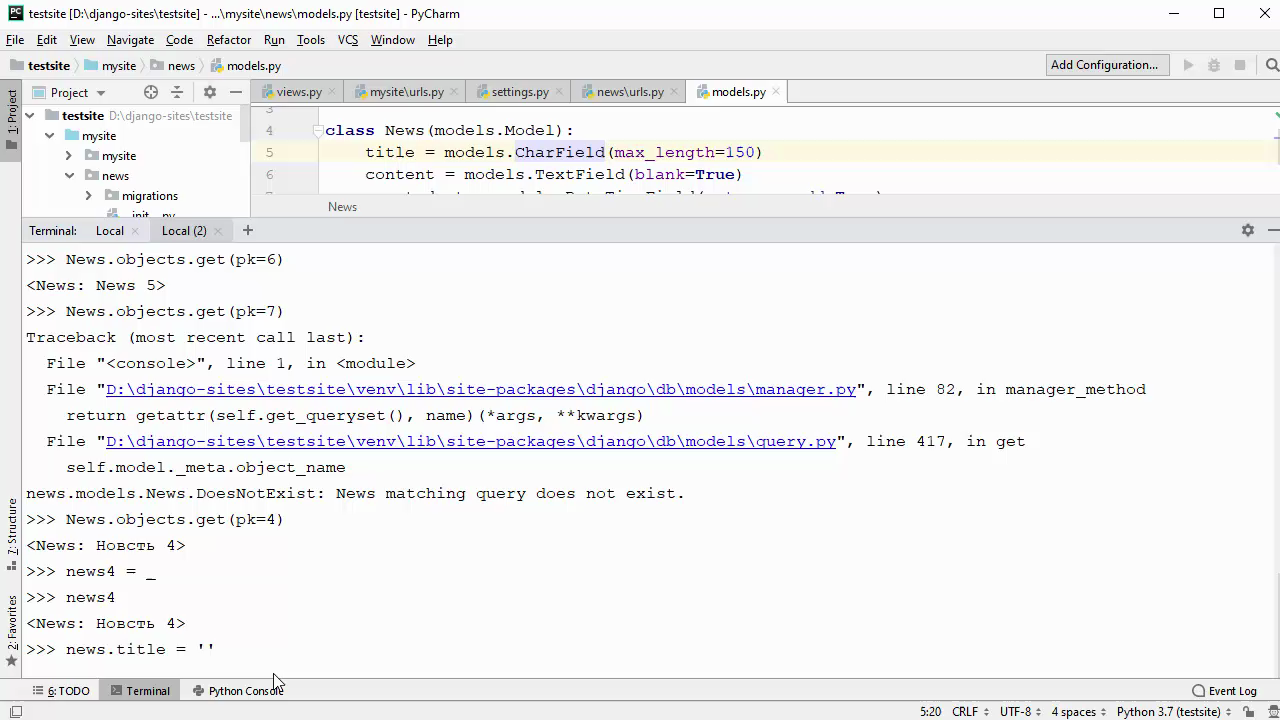 testsite [D:\django-sites\testsite] - ...\mysite\news\models.py [testsite] - PyCharm
File Edit View Navigate Code Refactor Run Tools VCS Window Help
testsite mysite news models.py Add Configuration...
1: Project
Project
views.py mysite\urls.py settings.py news\urls.py models.py
testsite D:\django-sites\testsite
mysite
mysite
news
migrations
__init__.py
3
4 class News(models.Model):
5 title = models.CharField(max_length=150)
6 content = models.TextField(blank=True)
News
Terminal: Local Local (2)
>>> News.objects.get(pk=6)
<News: News 5>
>>> News.objects.get(pk=7)
Traceback (most recent call last):
File "<console>", line 1, in <module>
File "D:\django-sites\testsite\venv\lib\site-packages\django\db\models\manager.py", line 82, in manager_method
return getattr(self.get_queryset(), name)(*args, **kwargs)
File "D:\django-sites\testsite\venv\lib\site-packages\django\db\models\query.py", line 417, in get
self.model._meta.object_name
news.models.News.DoesNotExist: News matching query does not exist.
>>> News.objects.get(pk=4)
<News: Новсть 4>
>>> news4 = _
>>> news4
<News: Новсть 4>
>>> news.title = ''
7: Structure
2: Favorites
6: TODO Terminal Python Console Event Log
5:20 CRLF UTF-8 4 spaces Python 3.7 (testsite)